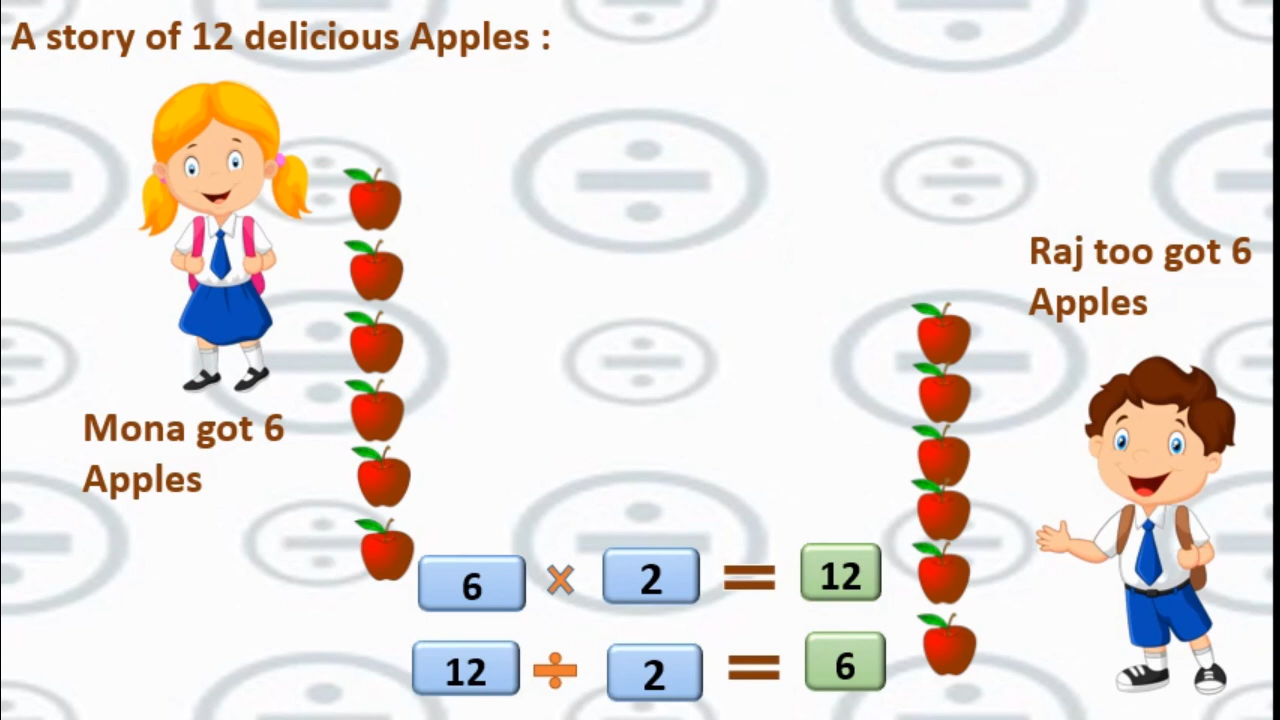 A story of 12 delicious Apples :
Raj too got 6
Apples
Mona got 6
Apples
6 × 2 = 12
12 ÷ 2 = 6